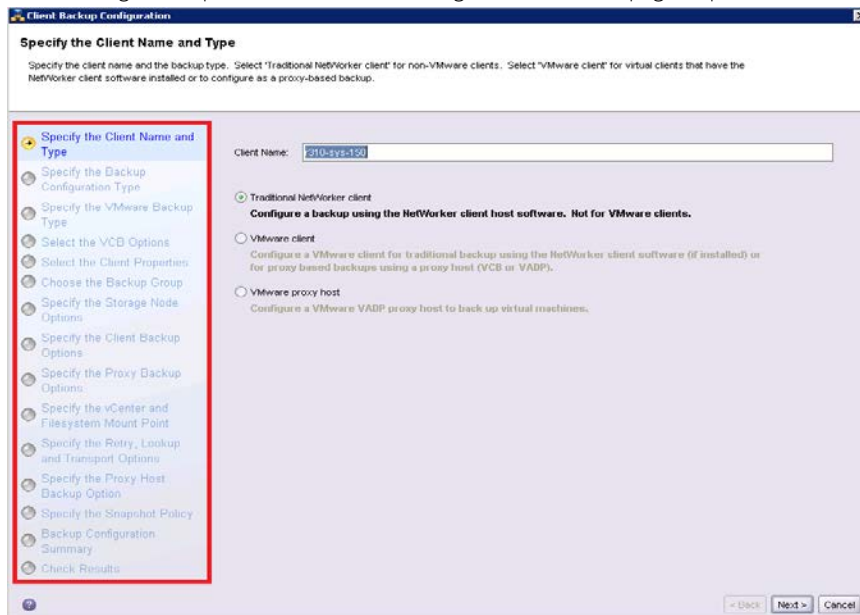 Client Backup Configuration
Specify the Client Name and Type
Specify the client name and the backup type. Select 'Traditional NetWorker client' for non-VMware clients. Select 'VMware client' for virtual clients that have the
NetWorker client software installed or to configure as a proxy-based backup.
Specify the Client Name and
Type
Specify the Backup
Configuration Type
Specify the VMware Backup
Type
Select the VCB Options
Select the Client Properties
Choose the Backup Group
Specify the Storage Node
Options
Specify the Client Backup
Options
Specify the Proxy Backup
Options
Specify the vCenter and
Filesystem Mount Point
Specify the Retry, Lookup
and Transport Options
Specify the Proxy Host
Backup Option
Specify the Snapshot Policy
Backup Configuration
Summary
Check Results
Client Name: r310-sys-150
Traditional NetWorker client
Configure a backup using the NetWorker client host software. Not for VMware clients.
VMware client
Configure a VMware client for traditional backup using the NetWorker client software (if installed) or
for proxy based backups using a proxy host (VCB or VADP).
VMware proxy host
Configure a VMware VADP proxy host to back up virtual machines.
< Back Next > Cancel